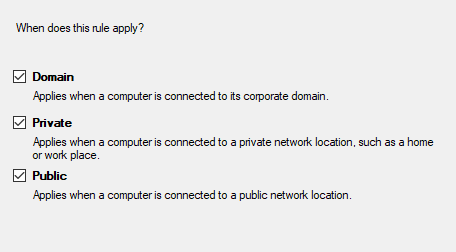 When does this rule apply?
Domain
Applies when a computer is connected to its corporate domain.
Private
Applies when a computer is connected to a private network location, such as a home
or work place.
Public
Applies when a computer is connected to a public network location.